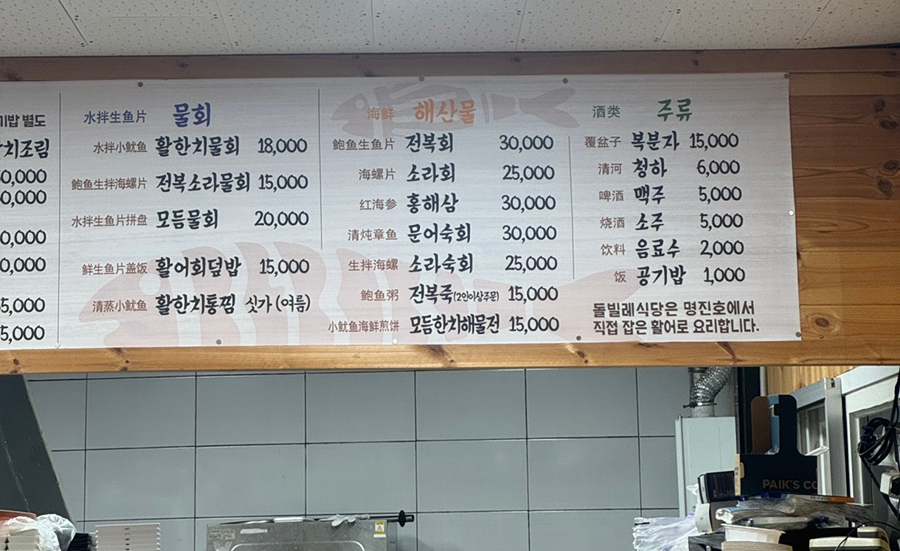 밥 별도
치조림
0,000
0,000
0,000
0,000
5,000
5,000
水拌生鱼片 물회
水拌小鱿鱼 활한치물회 18,000
鲍鱼生拌海螺片 전복소라물회 15,000
水拌生鱼片拼盘 모듬물회 20,000
鲜生鱼片盖饭 활어회덮밥 15,000
清蒸小鱿鱼 활한치통찜 싯가 (여름)
海鲜 해산물
鲍鱼生鱼片 전복회 30,000
海螺片 소라회 25,000
红海参 홍해삼 30,000
清炖章鱼 문어숙회 30,000
生拌海螺 소라숙회 25,000
鲍鱼粥 전복죽(2인이상주문) 15,000
小鱿鱼海鲜煎饼 모듬한치해물전 15,000
酒类 주류
覆盆子 복분자 15,000
清河 청하 6,000
啤酒 맥주 5,000
烧酒 소주 5,000
饮料 음료수 2,000
饭 공기밥 1,000
돌빌레식당은 명진호에서
직접 잡은 활어로 요리합니다.
PAIK'S CO